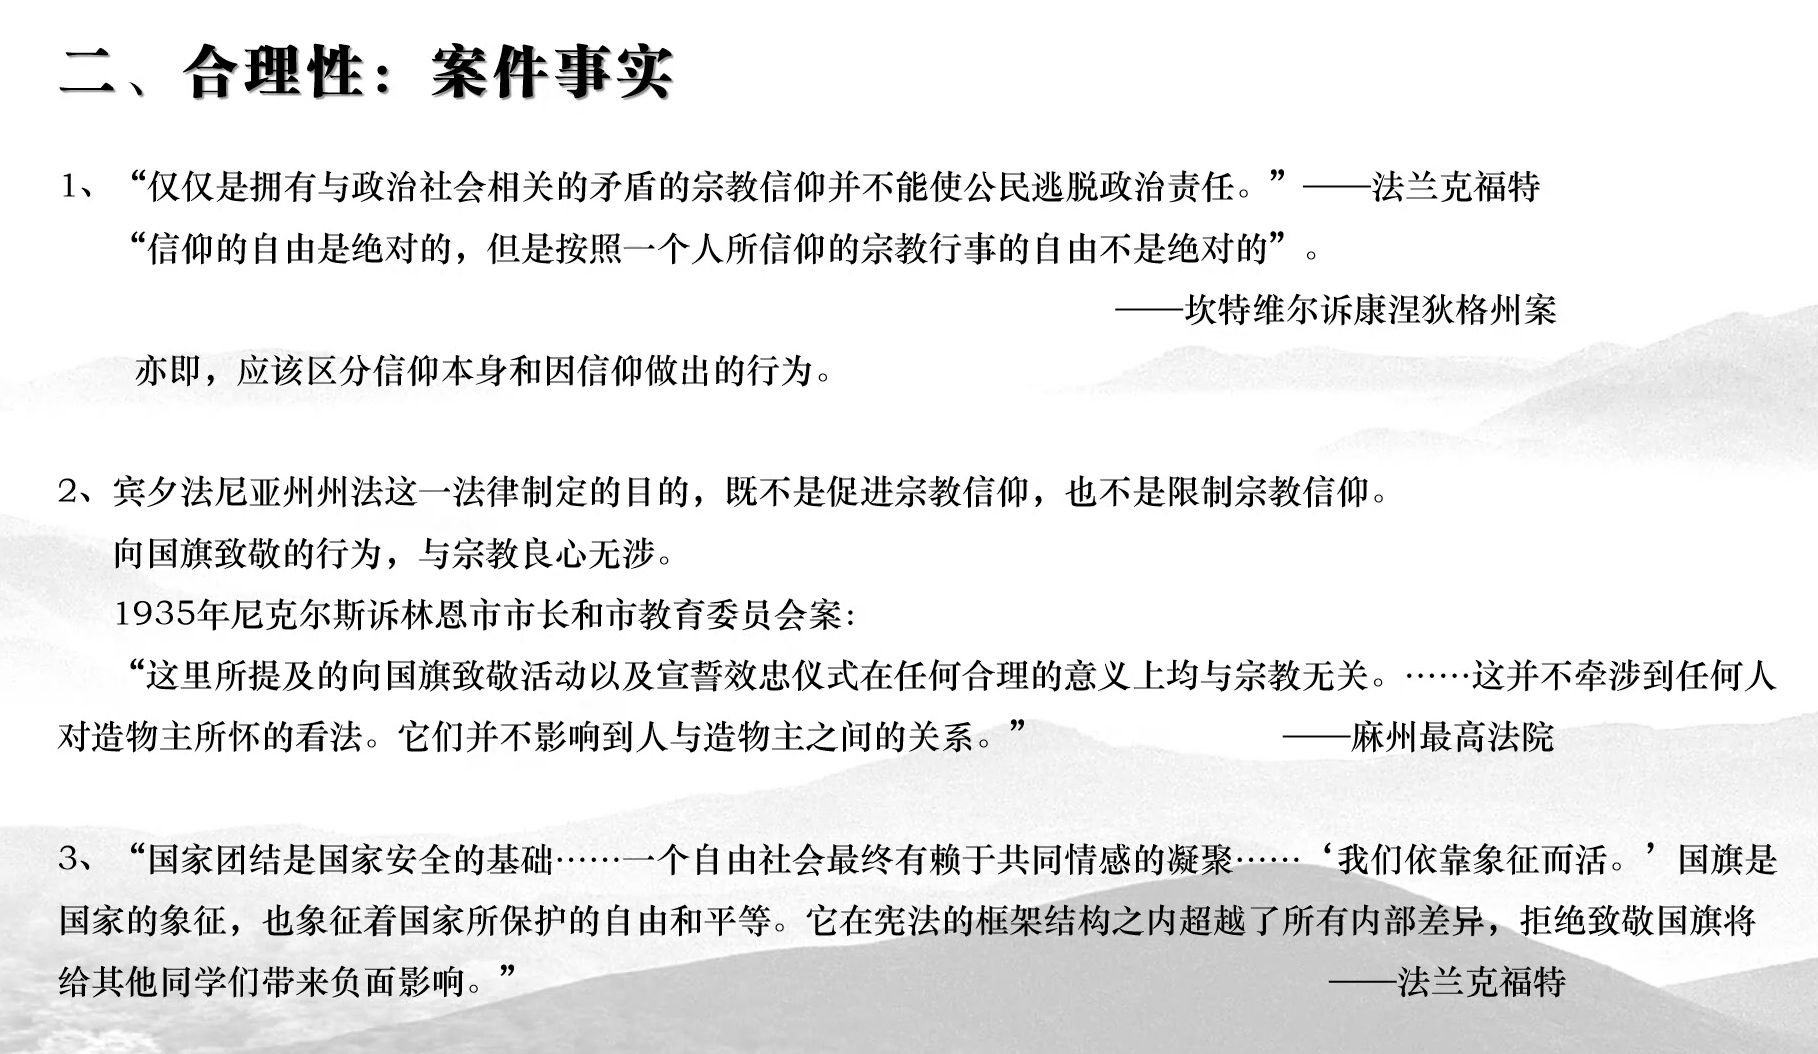 二、合理性：案件事实
1、“仅仅是拥有与政治社会相关的矛盾的宗教信仰并不能使公民逃脱政治责任。”——法兰克福特
“信仰的自由是绝对的，但是按照一个人所信仰的宗教行事的自由不是绝对的”。
——坎特维尔诉康涅狄格州案
亦即，应该区分信仰本身和因信仰做出的行为。
2、宾夕法尼亚州州法这一法律制定的目的，既不是促进宗教信仰，也不是限制宗教信仰。
向国旗致敬的行为，与宗教良心无涉。
1935年尼克尔斯诉林恩市市长和市教育委员会案：
“这里所提及的向国旗致敬活动以及宣誓效忠仪式在任何合理的意义上均与宗教无关。……这并不牵涉到任何人
对造物主所怀的看法。它们并不影响到人与造物主之间的关系。” ——麻州最高法院
3、“国家团结是国家安全的基础……一个自由社会最终有赖于共同情感的凝聚……‘我们依靠象征而活。’国旗是
国家的象征，也象征着国家所保护的自由和平等。它在宪法的框架结构之内超越了所有内部差异，拒绝致敬国旗将
给其他同学们带来负面影响。” ——法兰克福特